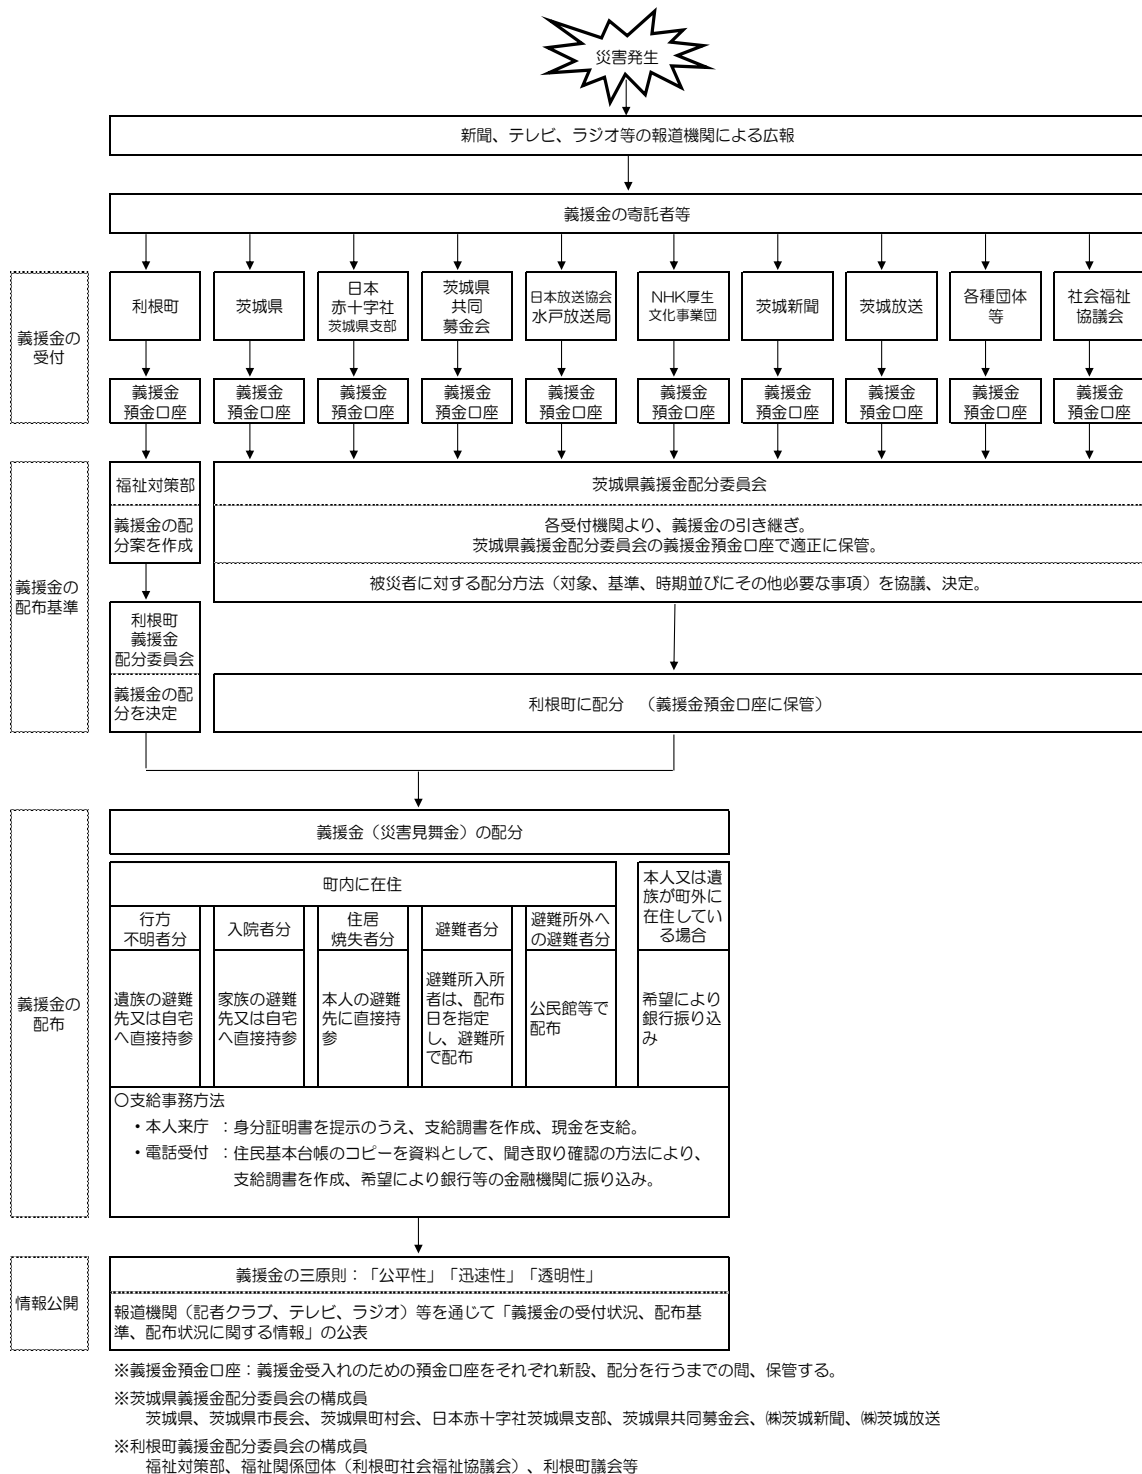 災害発生
新聞、テレビ、ラジオ等の報道機関による広報
義援金の寄託者等
義援金の
受付
利根町
茨城県
日本
赤十字社
茨城県支部
茨城県
共同
募金会
日本放送協会
水戸放送局
NHK厚生
文化事業団
茨城新聞
茨城放送
各種団体
等
社会福祉
協議会
義援金
預金口座
義援金
預金口座
義援金
預金口座
義援金
預金口座
義援金
預金口座
義援金
預金口座
義援金
預金口座
義援金
預金口座
義援金
預金口座
義援金
預金口座
義援金の
配布基準
福祉対策部
義援金の配
分案を作成
利根町
義援金
配分委員会
義援金の配
分を決定
茨城県義援金配分委員会
各受付機関より、義援金の引き継ぎ。
茨城県義援金配分委員会の義援金預金口座で適正に保管。
被災者に対する配分方法（対象、基準、時期並びにその他必要な事項）を協議、決定。
利根町に配分　（義援金預金口座に保管）
義援金の
配布
義援金（災害見舞金）の配分
町内に在住
本人又は遺
族が町外に
在住してい
る場合
行方
不明者分
入院者分
住居
焼失者分
避難者分
避難所外へ
の避難者分
遺族の避難
先又は自宅
へ直接持参
家族の避難
先又は自宅
へ直接持参
本人の避難
先に直接持
参
避難所入所
者は、配布
日を指定
し、避難所
で配布
公民館等で
配布
希望により
銀行振り込
み
〇支給事務方法
・本人来庁　：身分証明書を提示のうえ、支給調書を作成、現金を支給。
・電話受付　：住民基本台帳のコピーを資料として、聞き取り確認の方法により、
支給調書を作成、希望により銀行等の金融機関に振り込み。
情報公開
義援金の三原則：「公平性」「迅速性」「透明性」
報道機関（記者クラブ、テレビ、ラジオ）等を通じて「義援金の受付状況、配布基
準、配布状況に関する情報」の公表
※義援金預金口座：義援金受入れのための預金口座をそれぞれ新設、配分を行うまでの間、保管する。
※茨城県義援金配分委員会の構成員
茨城県、茨城県市長会、茨城県町村会、日本赤十字社茨城県支部、茨城県共同募金会、㈱茨城新聞、㈱茨城放送
※利根町義援金配分委員会の構成員
福祉対策部、福祉関係団体（利根町社会福祉協議会）、利根町議会等